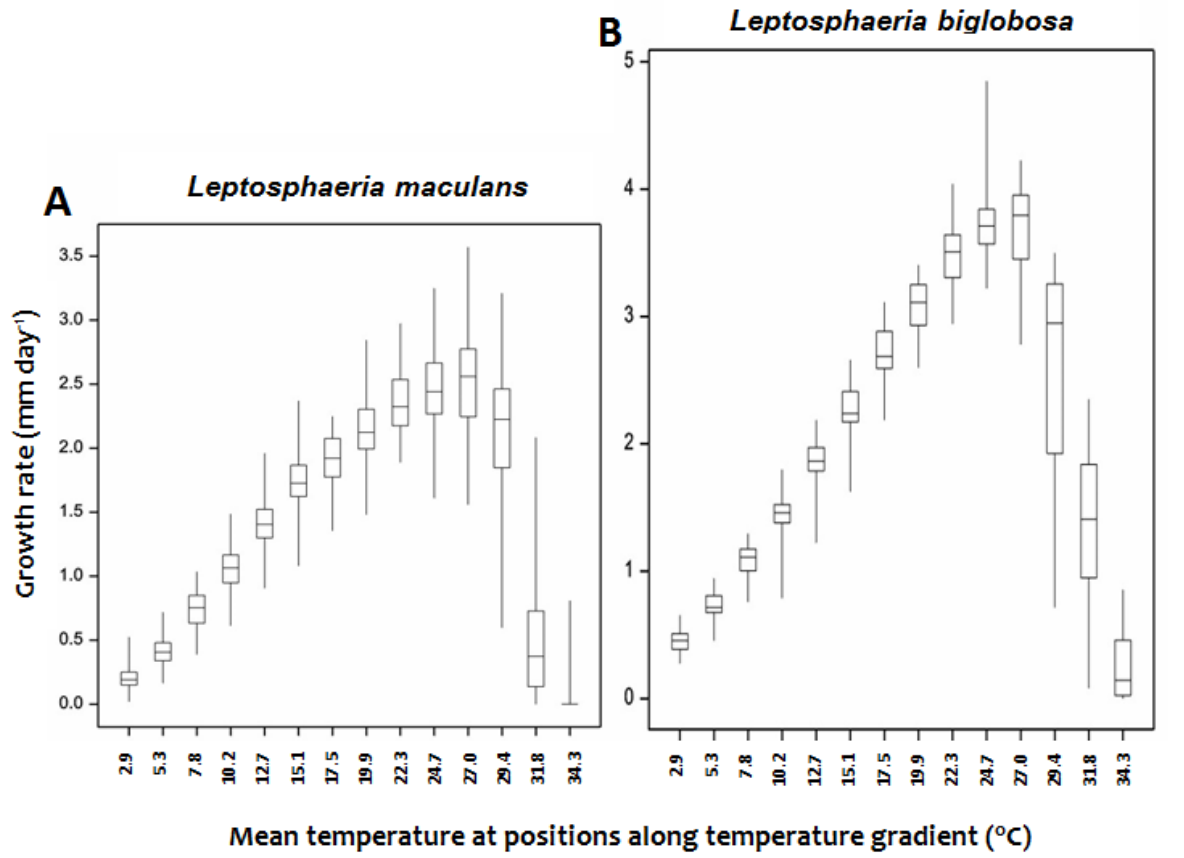 B
Leptosphaeria biglobosa
A
Leptosphaeria maculans
Growth rate (mm day⁻¹)
3.5
3.0
2.5
2.0
1.5
1.0
0.5
0.0
2.9 5.3 7.8 10.2 12.7 15.1 17.5 19.9 22.3 24.7 27.0 29.4 31.8 34.3
5
4
3
2
1
0
2.9 5.3 7.8 10.2 12.7 15.1 17.5 19.9 22.3 24.7 27.0 29.4 31.8 34.3
Mean temperature at positions along temperature gradient (ºC)